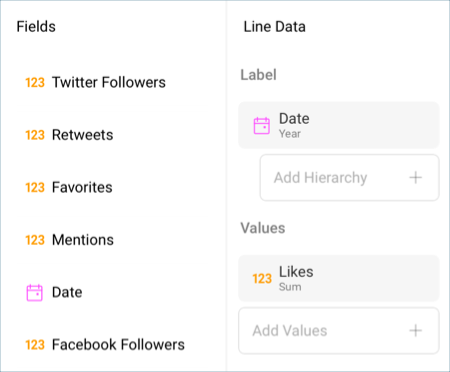 Fields
123 Twitter Followers
123 Retweets
123 Favorites
123 Mentions
Date
123 Facebook Followers
Line Data
Label
Date
Year
Add Hierarchy +
Values
123 Likes
Sum
Add Values +